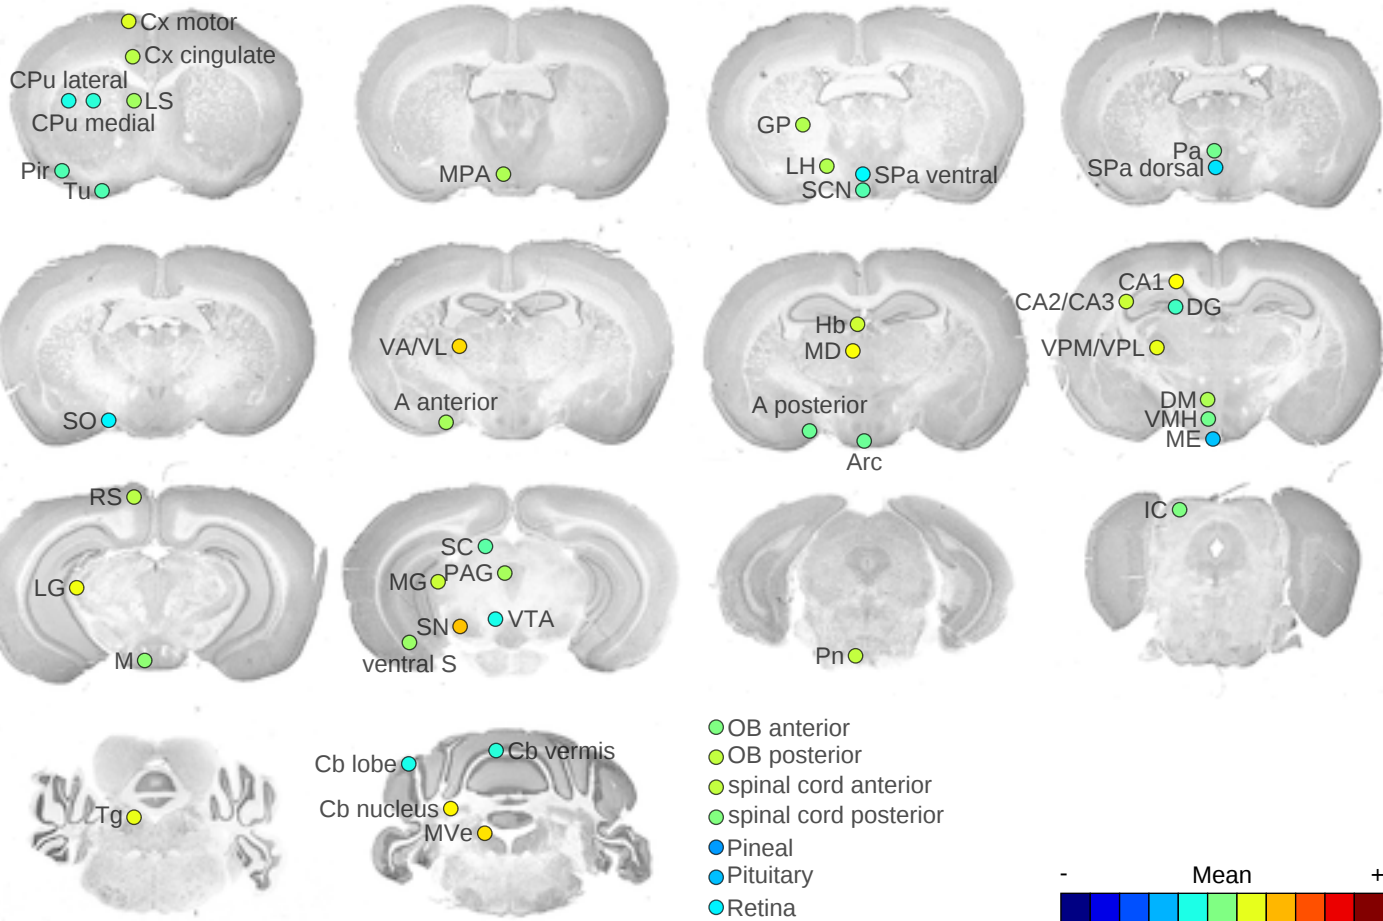 Cx motor
Cx cingulate
CPu lateral
LS
CPu medial
Pir
Tu
MPA
GP
LH
SPa ventral
SCN
Pa
SPa dorsal
SO
VA/VL
A anterior
Hb
MD
A posterior
Arc
CA1
CA2/CA3
DG
VPM/VPL
DM
VMH
ME
RS
LG
M
SC
MG
PAG
SN
VTA
ventral S
Pn
IC
Tg
Cb lobe
Cb vermis
Cb nucleus
MVe
OB anterior
OB posterior
spinal cord anterior
spinal cord posterior
Pineal
Pituitary
Retina
- Mean +